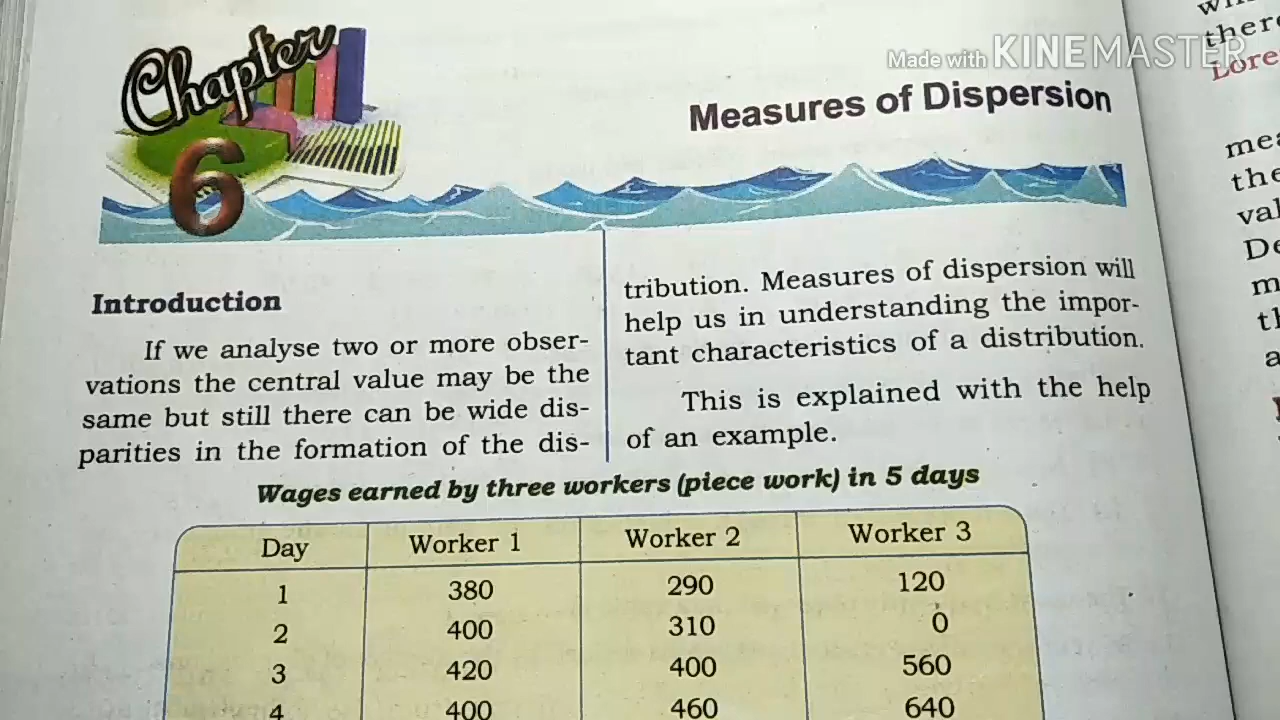 Made with KINEMASTER
Chapter
6
Measures of Dispersion
Introduction
If we analyse two or more obser-
vations the central value may be the
same but still there can be wide dis-
parities in the formation of the dis-
tribution. Measures of dispersion will
help us in understanding the impor-
tant characteristics of a distribution.
This is explained with the help
of an example.
Wages earned by three workers (piece work) in 5 days
Day Worker 1 Worker 2 Worker 3
1 380 290 120
2 400 310 0
3 420 400 560
4 400 460 640
the